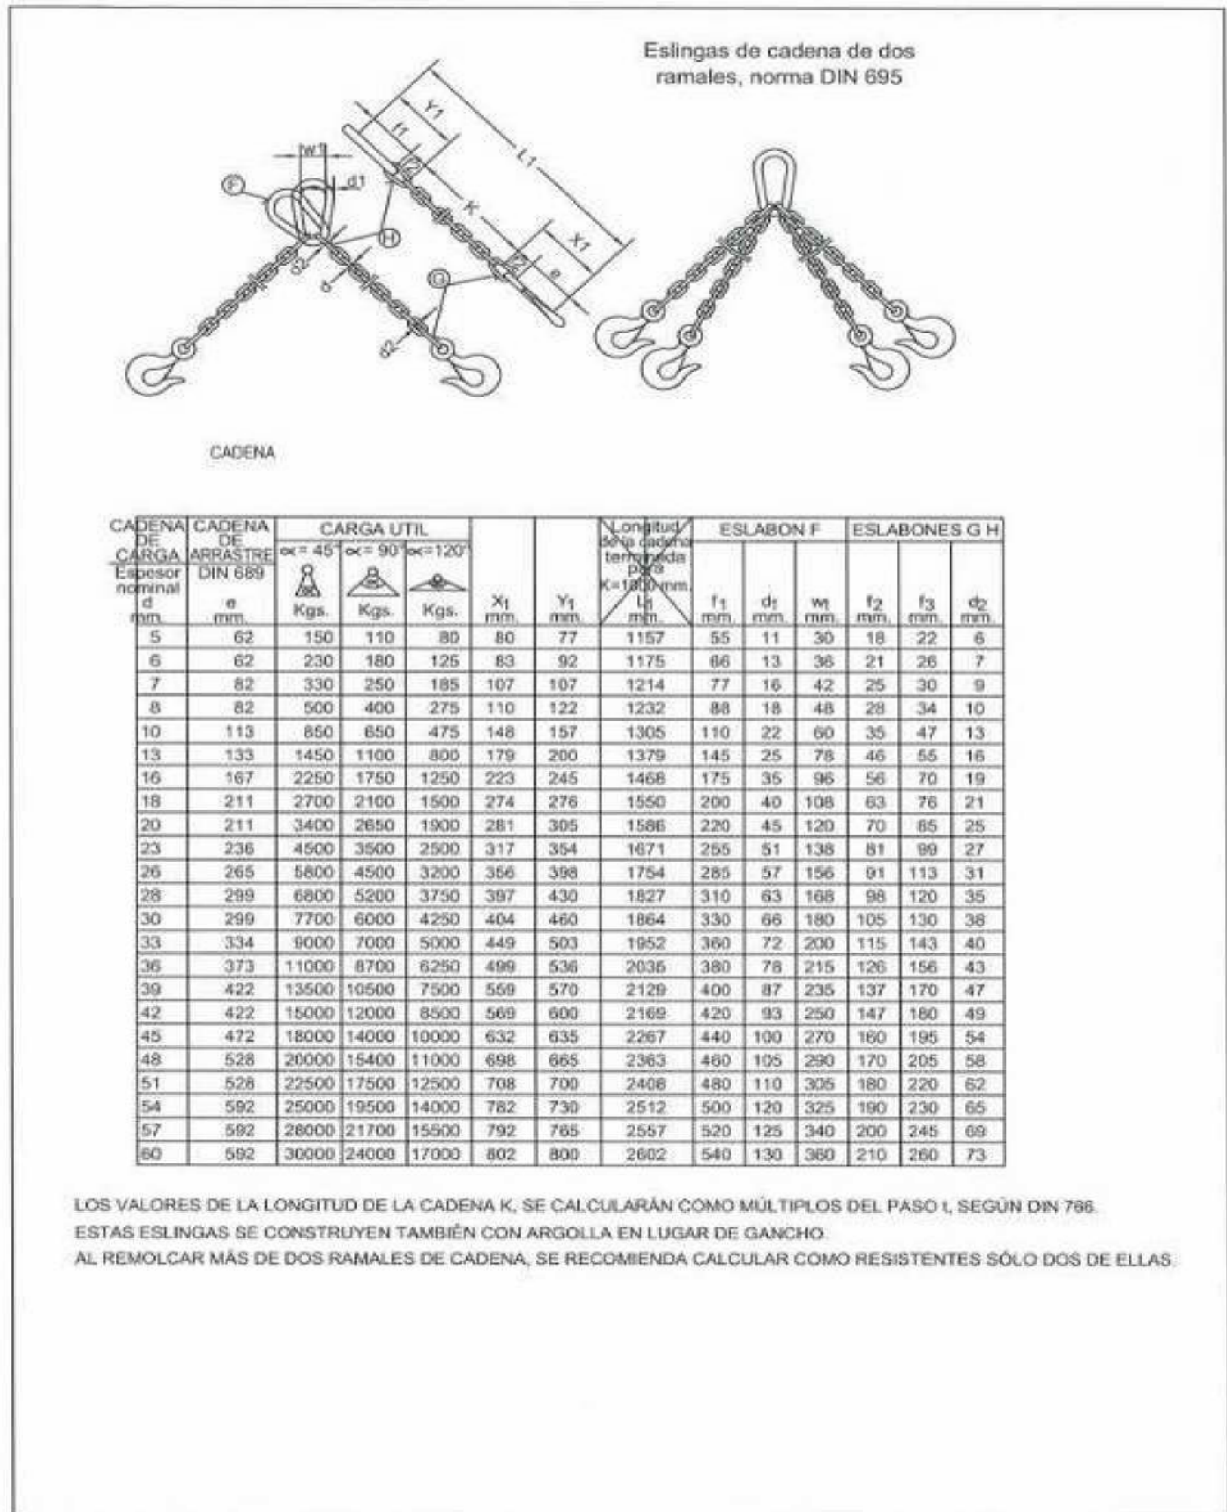 Eslingas de cadena de dos
ramales, norma DIN 695
w1
d1
F
H
G
f1
Y1
L1
K
X1
e
d
d2
CADENA
CADENA DE CARGA CADENA DE ARRASTRE CARGA UTIL Longitud de la cadena terminada para K=1000 mm. ESLABON F ESLABONES G H
Espesor nominal DIN 689 ∝= 45° ∝= 90° ∝=120°
d mm. e mm. Kgs. Kgs. Kgs. X1 mm. Y1 mm. L1 mm. f1 mm. d1 mm. w1 mm. f2 mm. f3 mm. d2 mm.
5 62 150 110 80 80 77 1157 55 11 30 18 22 6
6 62 230 180 125 83 92 1175 66 13 36 21 26 7
7 82 330 250 185 107 107 1214 77 16 42 25 30 9
8 82 500 400 275 110 122 1232 88 18 48 28 34 10
10 113 850 650 475 148 157 1305 110 22 60 35 47 13
13 133 1450 1100 800 179 200 1379 145 25 78 46 55 16
16 167 2250 1750 1250 223 245 1468 175 35 96 56 70 19
18 211 2700 2100 1500 274 276 1550 200 40 108 63 76 21
20 211 3400 2650 1900 281 305 1586 220 45 120 70 85 25
23 236 4500 3500 2500 317 354 1671 255 51 138 81 99 27
26 265 5800 4500 3200 356 398 1754 285 57 156 91 113 31
28 299 6800 5200 3750 397 430 1827 310 63 168 98 120 35
30 299 7700 6000 4250 404 460 1864 330 66 180 105 130 38
33 334 9000 7000 5000 449 503 1952 360 72 200 115 143 40
36 373 11000 8700 6250 499 536 2035 380 78 215 126 156 43
39 422 13500 10500 7500 559 570 2129 400 87 235 137 170 47
42 422 15000 12000 8500 569 600 2169 420 93 250 147 180 49
45 472 18000 14000 10000 632 635 2267 440 100 270 160 195 54
48 528 20000 15400 11000 698 665 2363 460 105 290 170 205 58
51 528 22500 17500 12500 708 700 2408 480 110 305 180 220 62
54 592 25000 19500 14000 782 730 2512 500 120 325 190 230 65
57 592 28000 21700 15500 792 765 2557 520 125 340 200 245 69
60 592 30000 24000 17000 802 800 2602 540 130 360 210 260 73
LOS VALORES DE LA LONGITUD DE LA CADENA K, SE CALCULARÁN COMO MÚLTIPLOS DEL PASO t, SEGÚN DIN 766.
ESTAS ESLINGAS SE CONSTRUYEN TAMBIÉN CON ARGOLLA EN LUGAR DE GANCHO.
AL REMOLCAR MÁS DE DOS RAMALES DE CADENA, SE RECOMIENDA CALCULAR COMO RESISTENTES SÓLO DOS DE ELLAS.